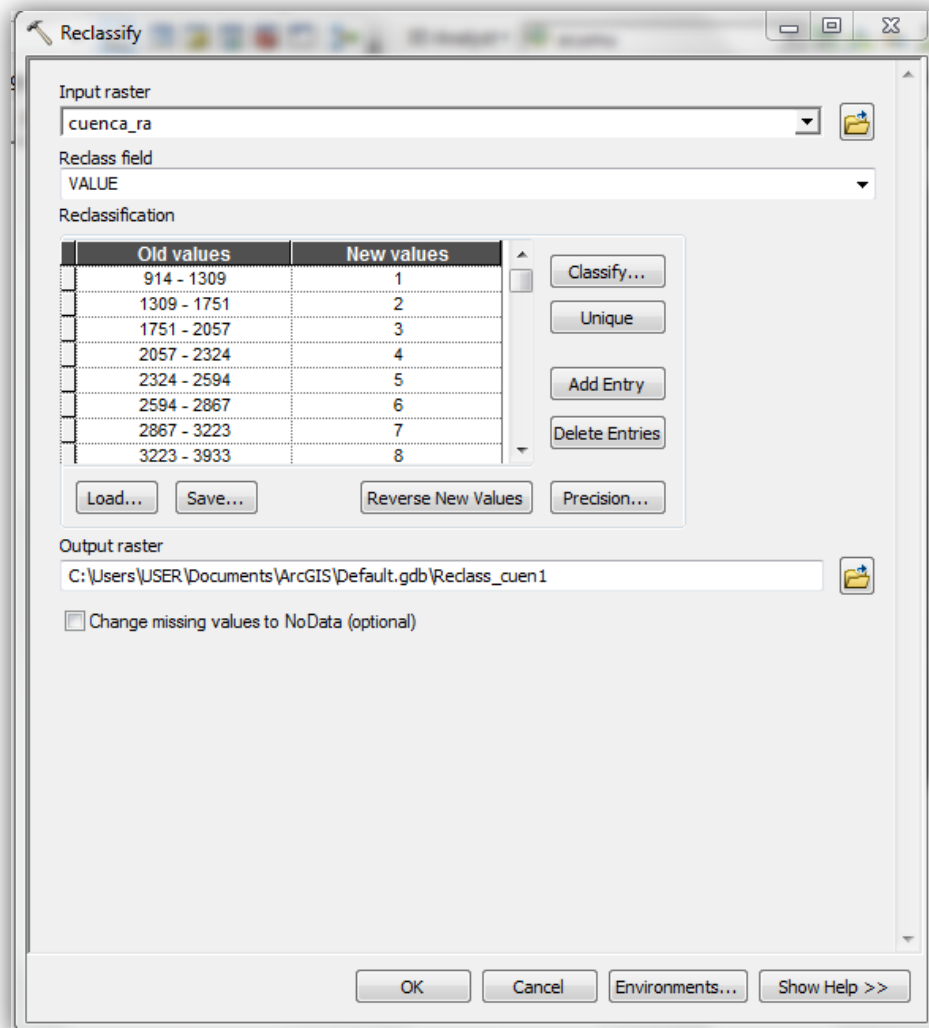 Reclassify
Input raster
cuenca_ra
Reclass field
VALUE
Reclassification
Old values New values
914 - 1309 1
1309 - 1751 2
1751 - 2057 3
2057 - 2324 4
2324 - 2594 5
2594 - 2867 6
2867 - 3223 7
3223 - 3933 8
Classify...
Unique
Add Entry
Delete Entries
Load... Save... Reverse New Values Precision...
Output raster
C:\Users\USER\Documents\ArcGIS\Default.gdb\Reclass_cuen1
Change missing values to NoData (optional)
OK Cancel Environments... Show Help >>